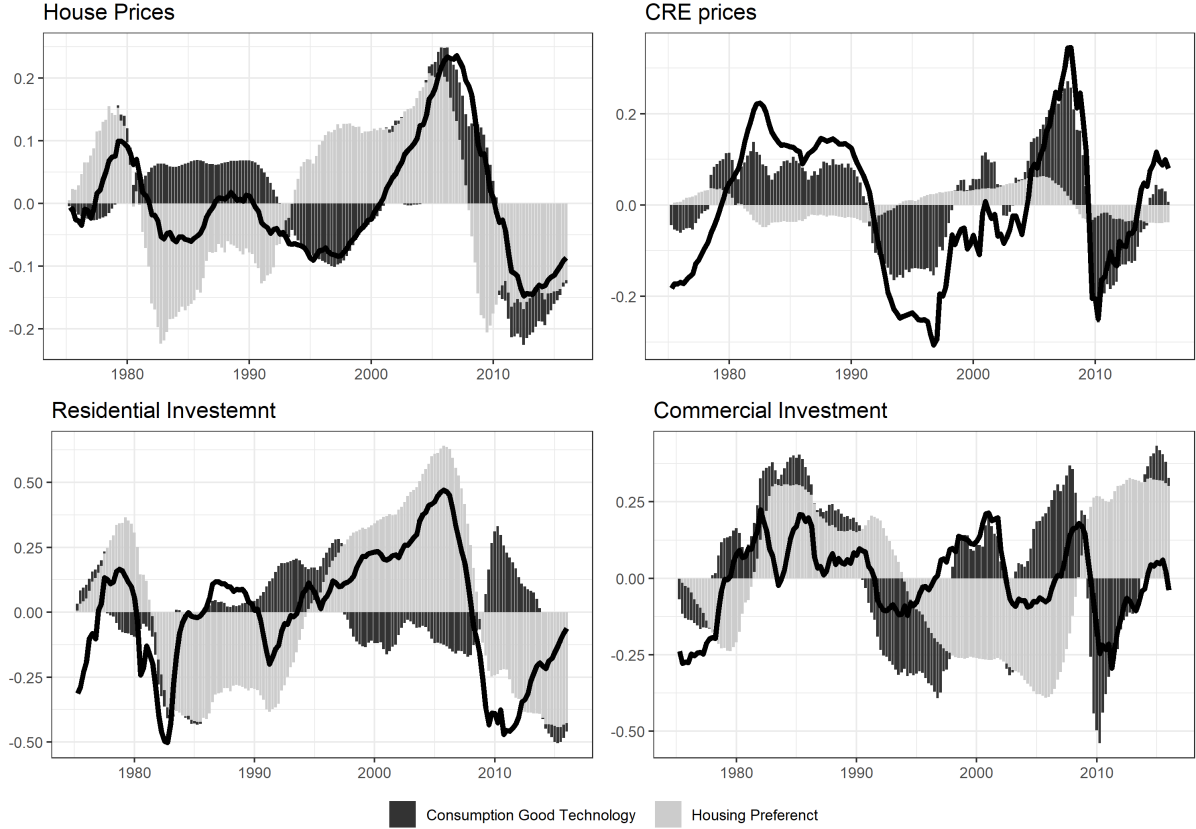 House Prices
CRE prices
0.2
0.1
0.0
-0.1
-0.2
1980 1990 2000 2010
0.2
0.0
-0.2
1980 1990 2000 2010
Residential Investemnt
Commercial Investment
0.50
0.25
0.00
-0.25
-0.50
1980 1990 2000 2010
0.25
0.00
-0.25
-0.50
1980 1990 2000 2010
Consumption Good Technology
Housing Preferenct